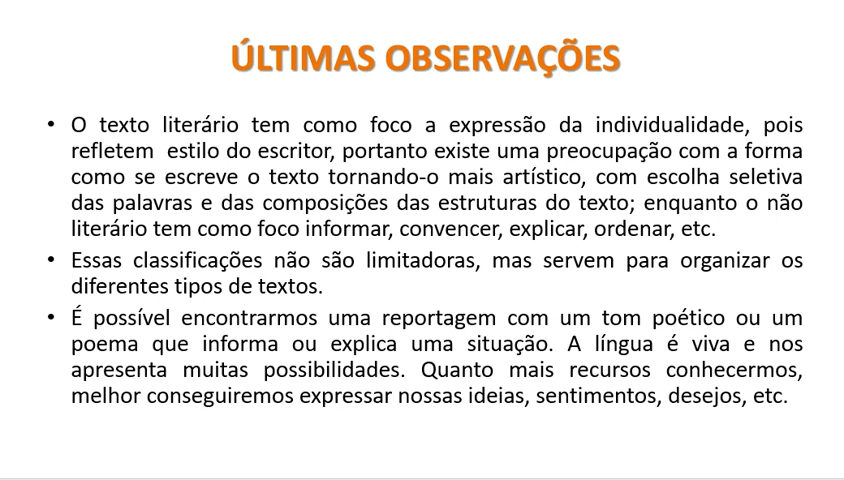 ÚLTIMAS OBSERVAÇÕES
• O texto literário tem como foco a expressão da individualidade, pois
refletem estilo do escritor, portanto existe uma preocupação com a forma
como se escreve o texto tornando-o mais artístico, com escolha seletiva
das palavras e das composições das estruturas do texto; enquanto o não
literário tem como foco informar, convencer, explicar, ordenar, etc.
• Essas classificações não são limitadoras, mas servem para organizar os
diferentes tipos de textos.
• É possível encontrarmos uma reportagem com um tom poético ou um
poema que informa ou explica uma situação. A língua é viva e nos
apresenta muitas possibilidades. Quanto mais recursos conhecermos,
melhor conseguiremos expressar nossas ideias, sentimentos, desejos, etc.